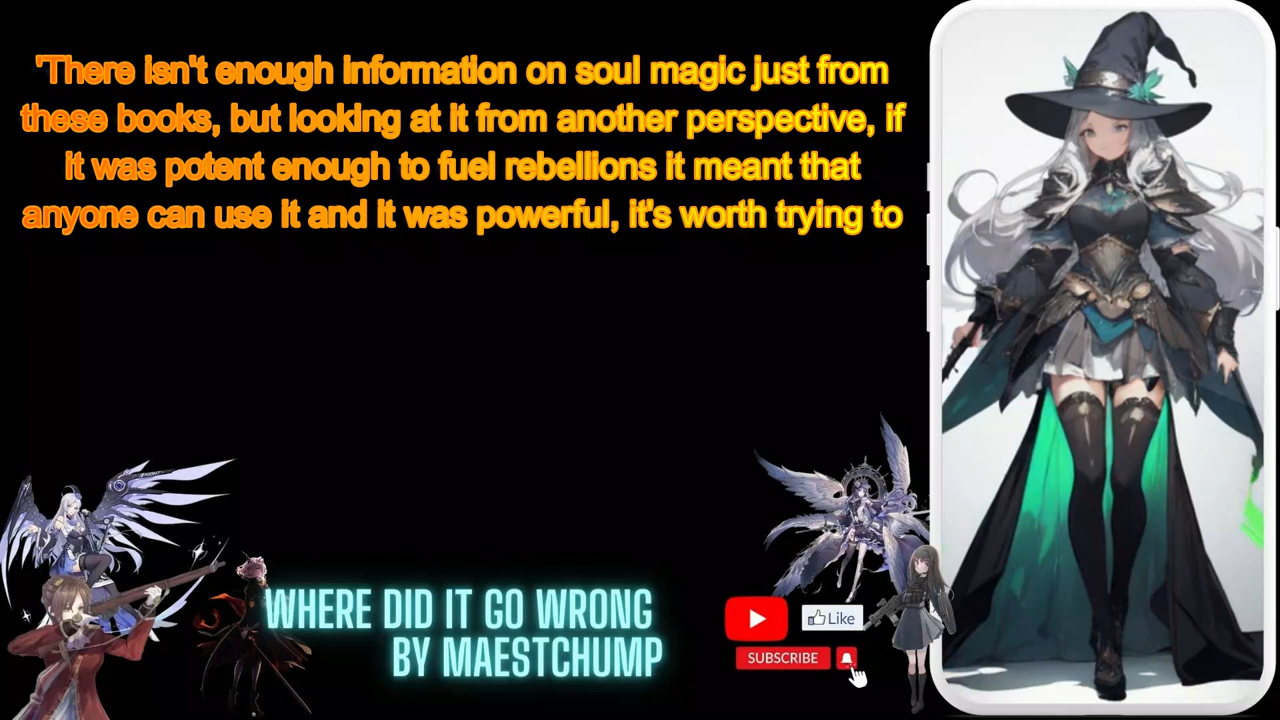 'There isn't enough information on soul magic just from
these books, but looking at it from another perspective, if
it was potent enough to fuel rebellions it meant that
anyone can use it and it was powerful, it's worth trying to
WHERE DID IT GO WRONG
BY MAESTCHUMP
Like
SUBSCRIBE